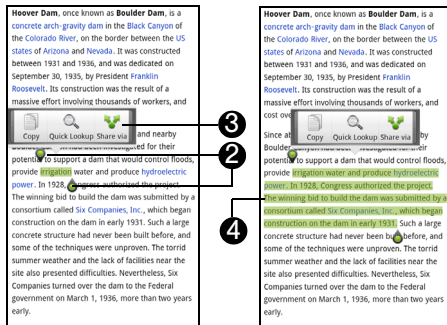 Hoover Dam, once known as Boulder Dam, is a
concrete arch-gravity dam in the Black Canyon of
the Colorado River, on the border between the US
states of Arizona and Nevada. It was constructed
between 1931 and 1936, and was dedicated on
September 30, 1935, by President Franklin
Roosevelt. Its construction was the result of a
massive effort involving thousands of workers, and
Copy Quick Lookup Share via
and nearby
had been investigated for their
potential to support a dam that would control floods,
provide irrigation water and produce hydroelectric
power. In 1928, Congress authorized the project.
The winning bid to build the dam was submitted by a
consortium called Six Companies, Inc., which began
construction on the dam in early 1931. Such a large
concrete structure had never been built before, and
some of the techniques were unproven. The torrid
summer weather and the lack of facilities near the
site also presented difficulties. Nevertheless, Six
Companies turned over the dam to the Federal
government on March 1, 1936, more than two years
early.
3
2
4
Hoover Dam, once known as Boulder Dam, is a
concrete arch-gravity dam in the Black Canyon of
the Colorado River, on the border between the US
states of Arizona and Nevada. It was constructed
between 1931 and 1936, and was dedicated on
September 30, 1935, by President Franklin
Roosevelt. Its construction was the result of a
massive effort involving thousands of workers, and
cost ove
Since a
Copy Quick Lookup Share via
by
Boulder had been investigated for their
potential to support a dam that would control floods,
provide irrigation water and produce hydroelectric
power. In 1928, Congress authorized the project.
The winning bid to build the dam was submitted by a
consortium called Six Companies, Inc., which began
construction on the dam in early 1931. Such a large
concrete structure had never been bu before, and
some of the techniques were unproven. The torrid
summer weather and the lack of facilities near the
site also presented difficulties. Nevertheless, Six
Companies turned over the dam to the Federal
government on March 1, 1936, more than two years
early.